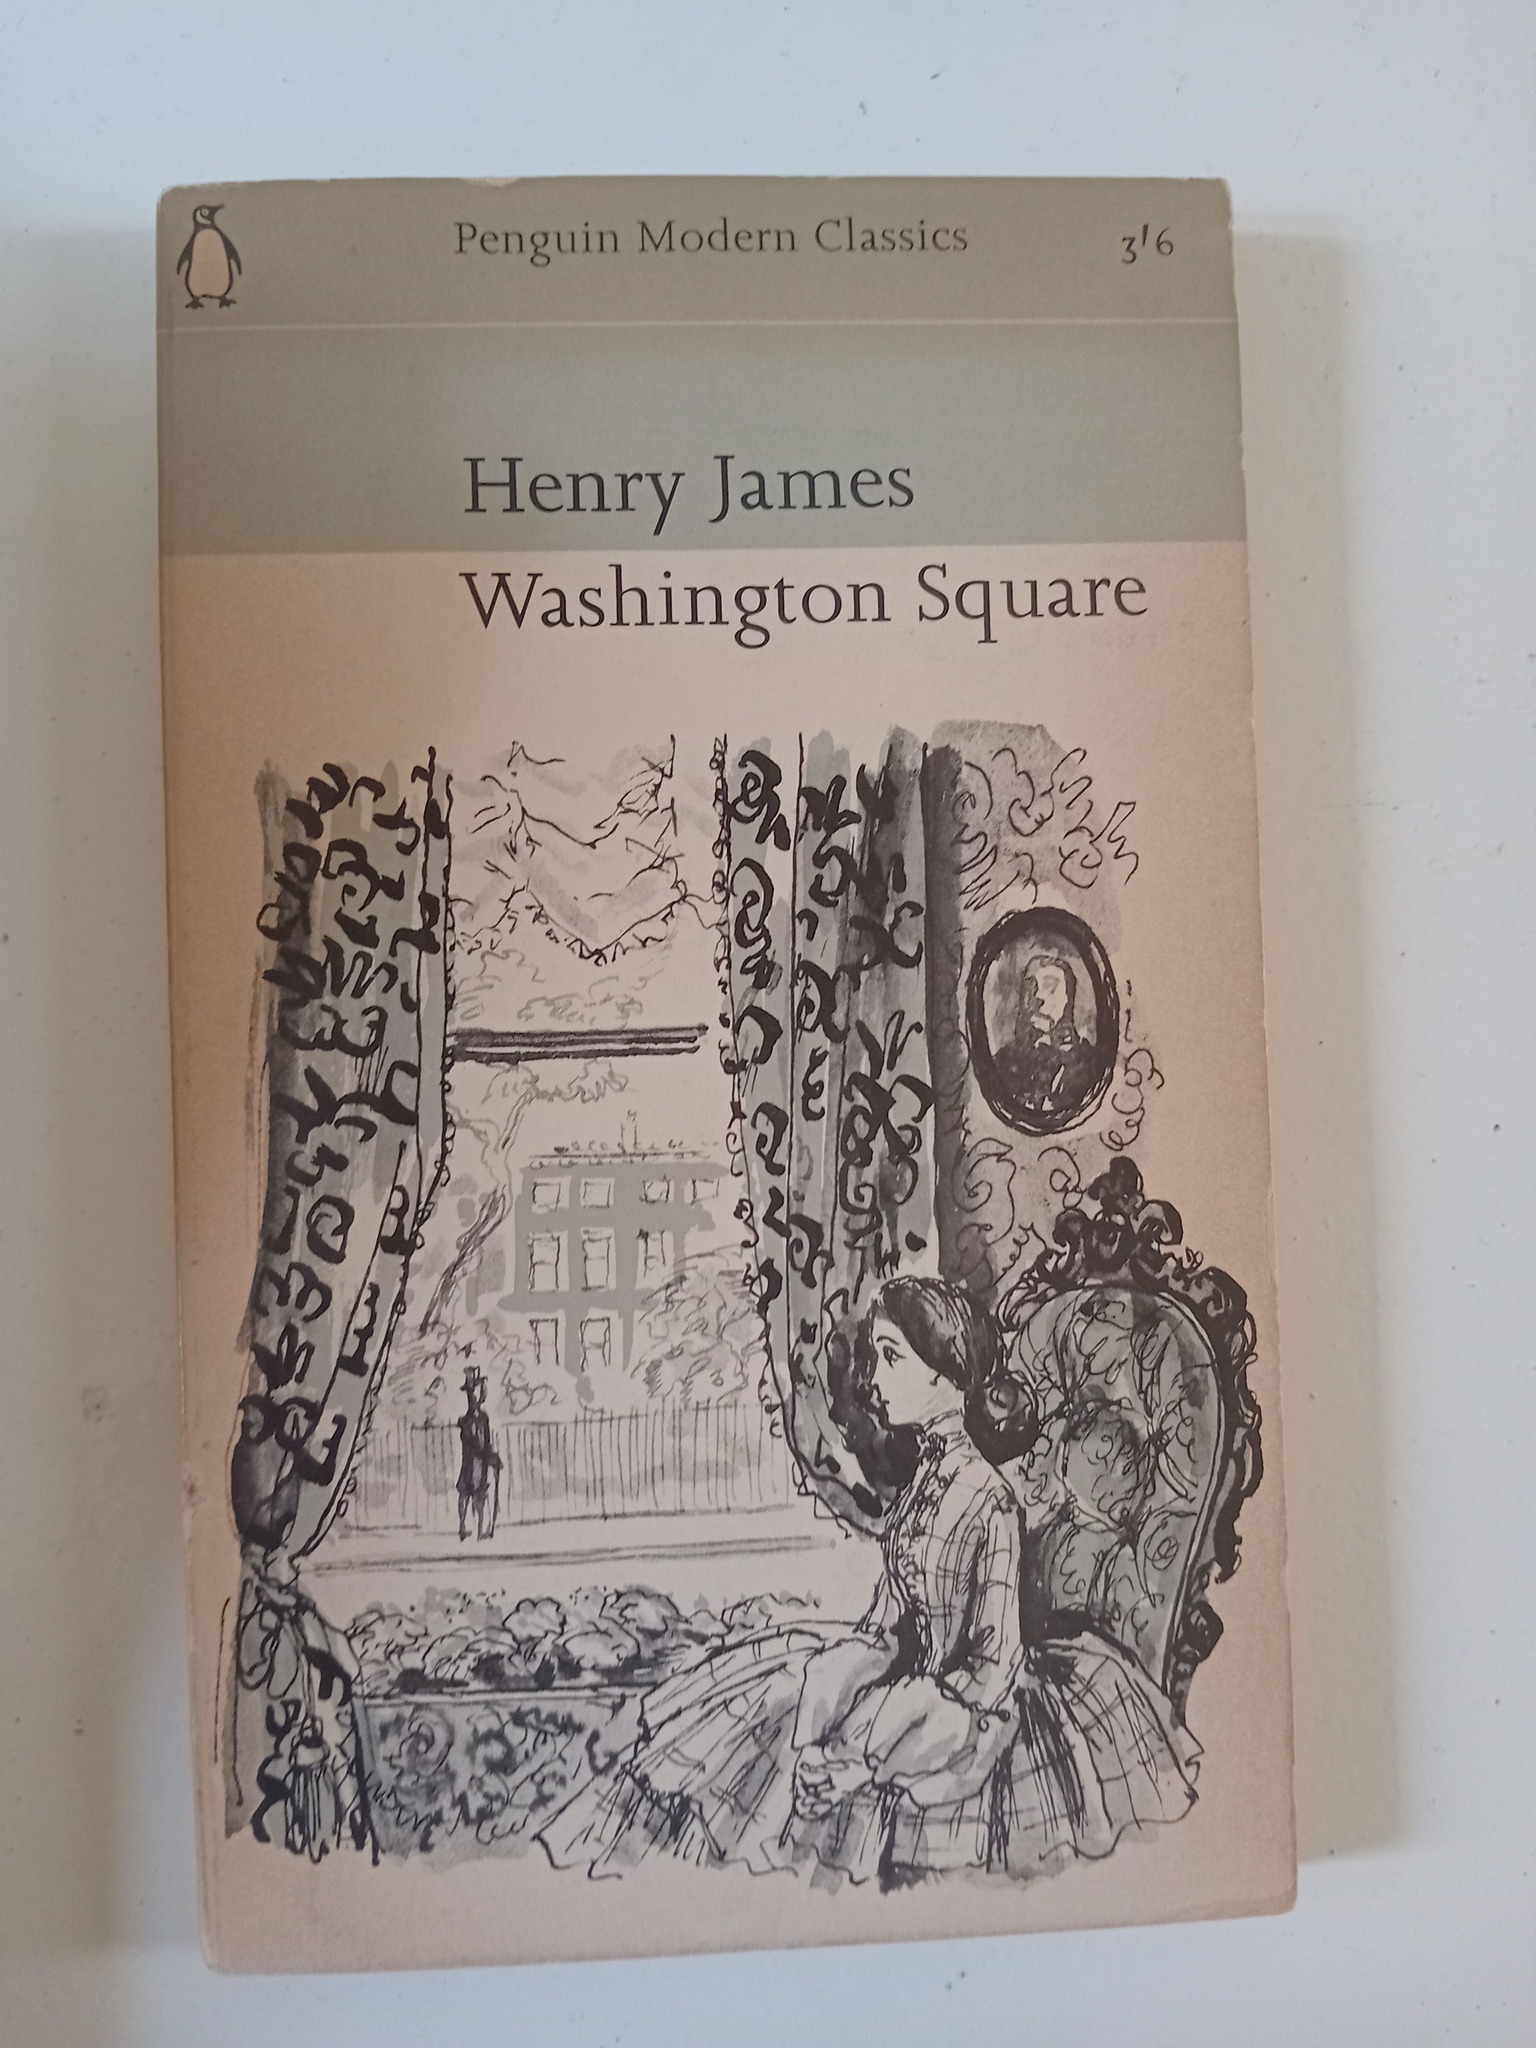 Penguin Modern Classics
3'6
Henry James
Washington Square